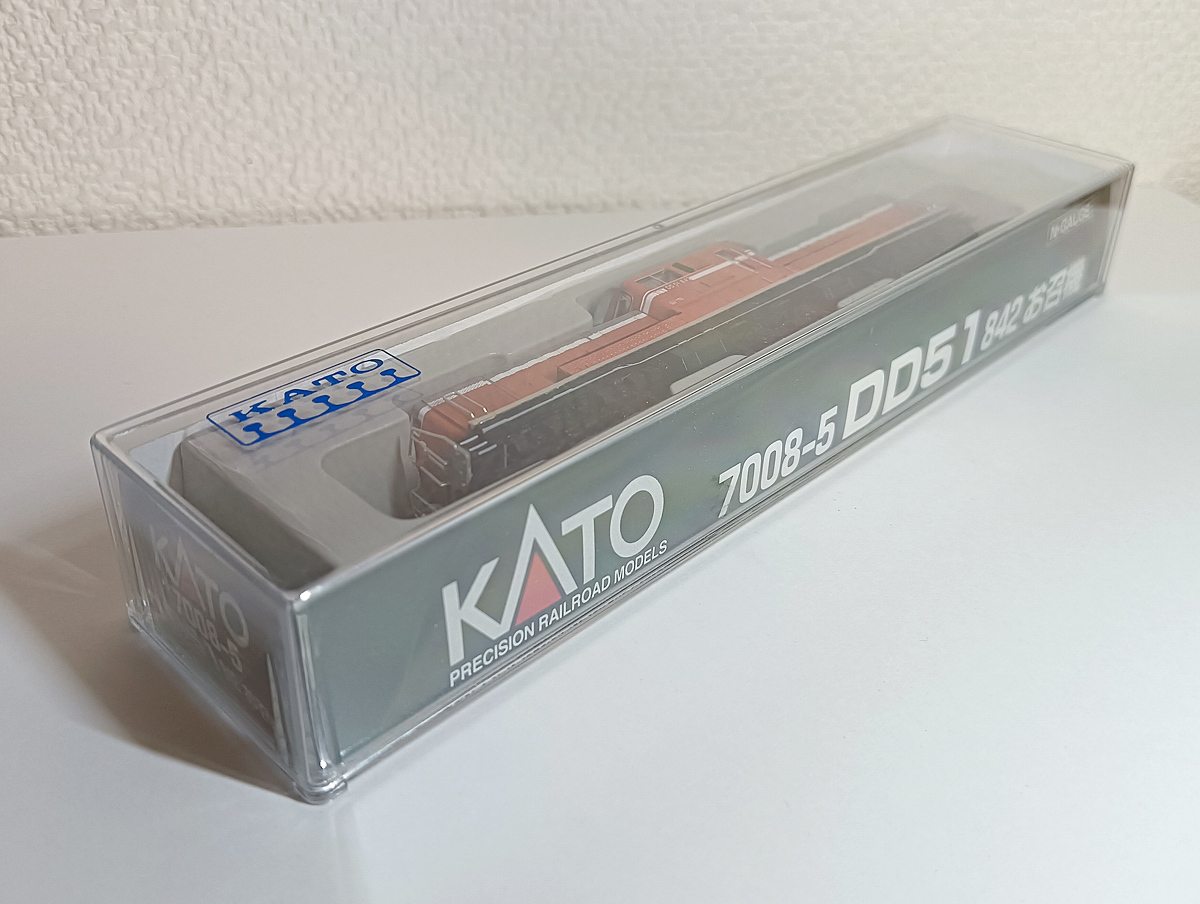 KATO
KATO
PRECISION RAILROAD MODELS
7008-5 DD51 842 お召機
N-GAUGE
KATO
7008-5